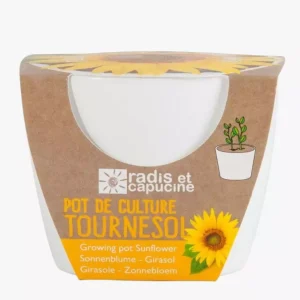 radis et
capucine
POT DE CULTURE
TOURNESOL
Growing pot Sunflower
Sonnenblume - Girasol
Girasole - Zonnebloem